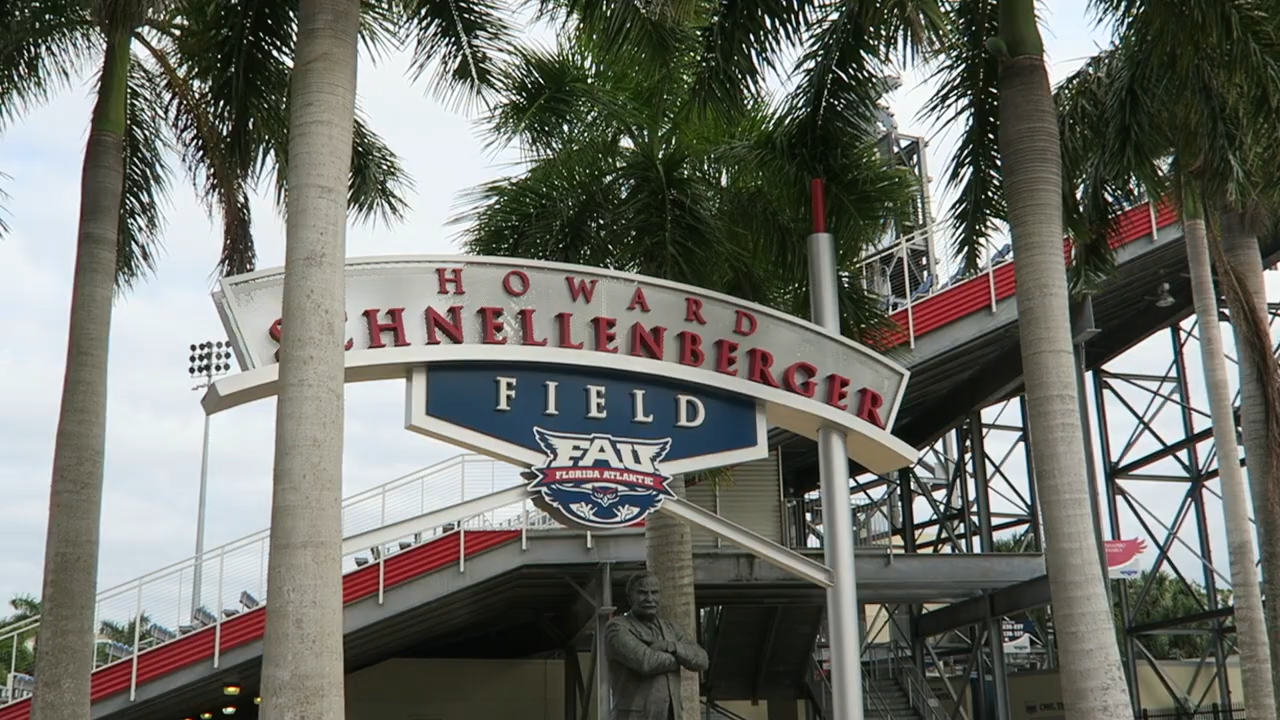 HOWARD
SCHNELLENBERGER
FIELD
FAU
FLORIDA ATLANTIC